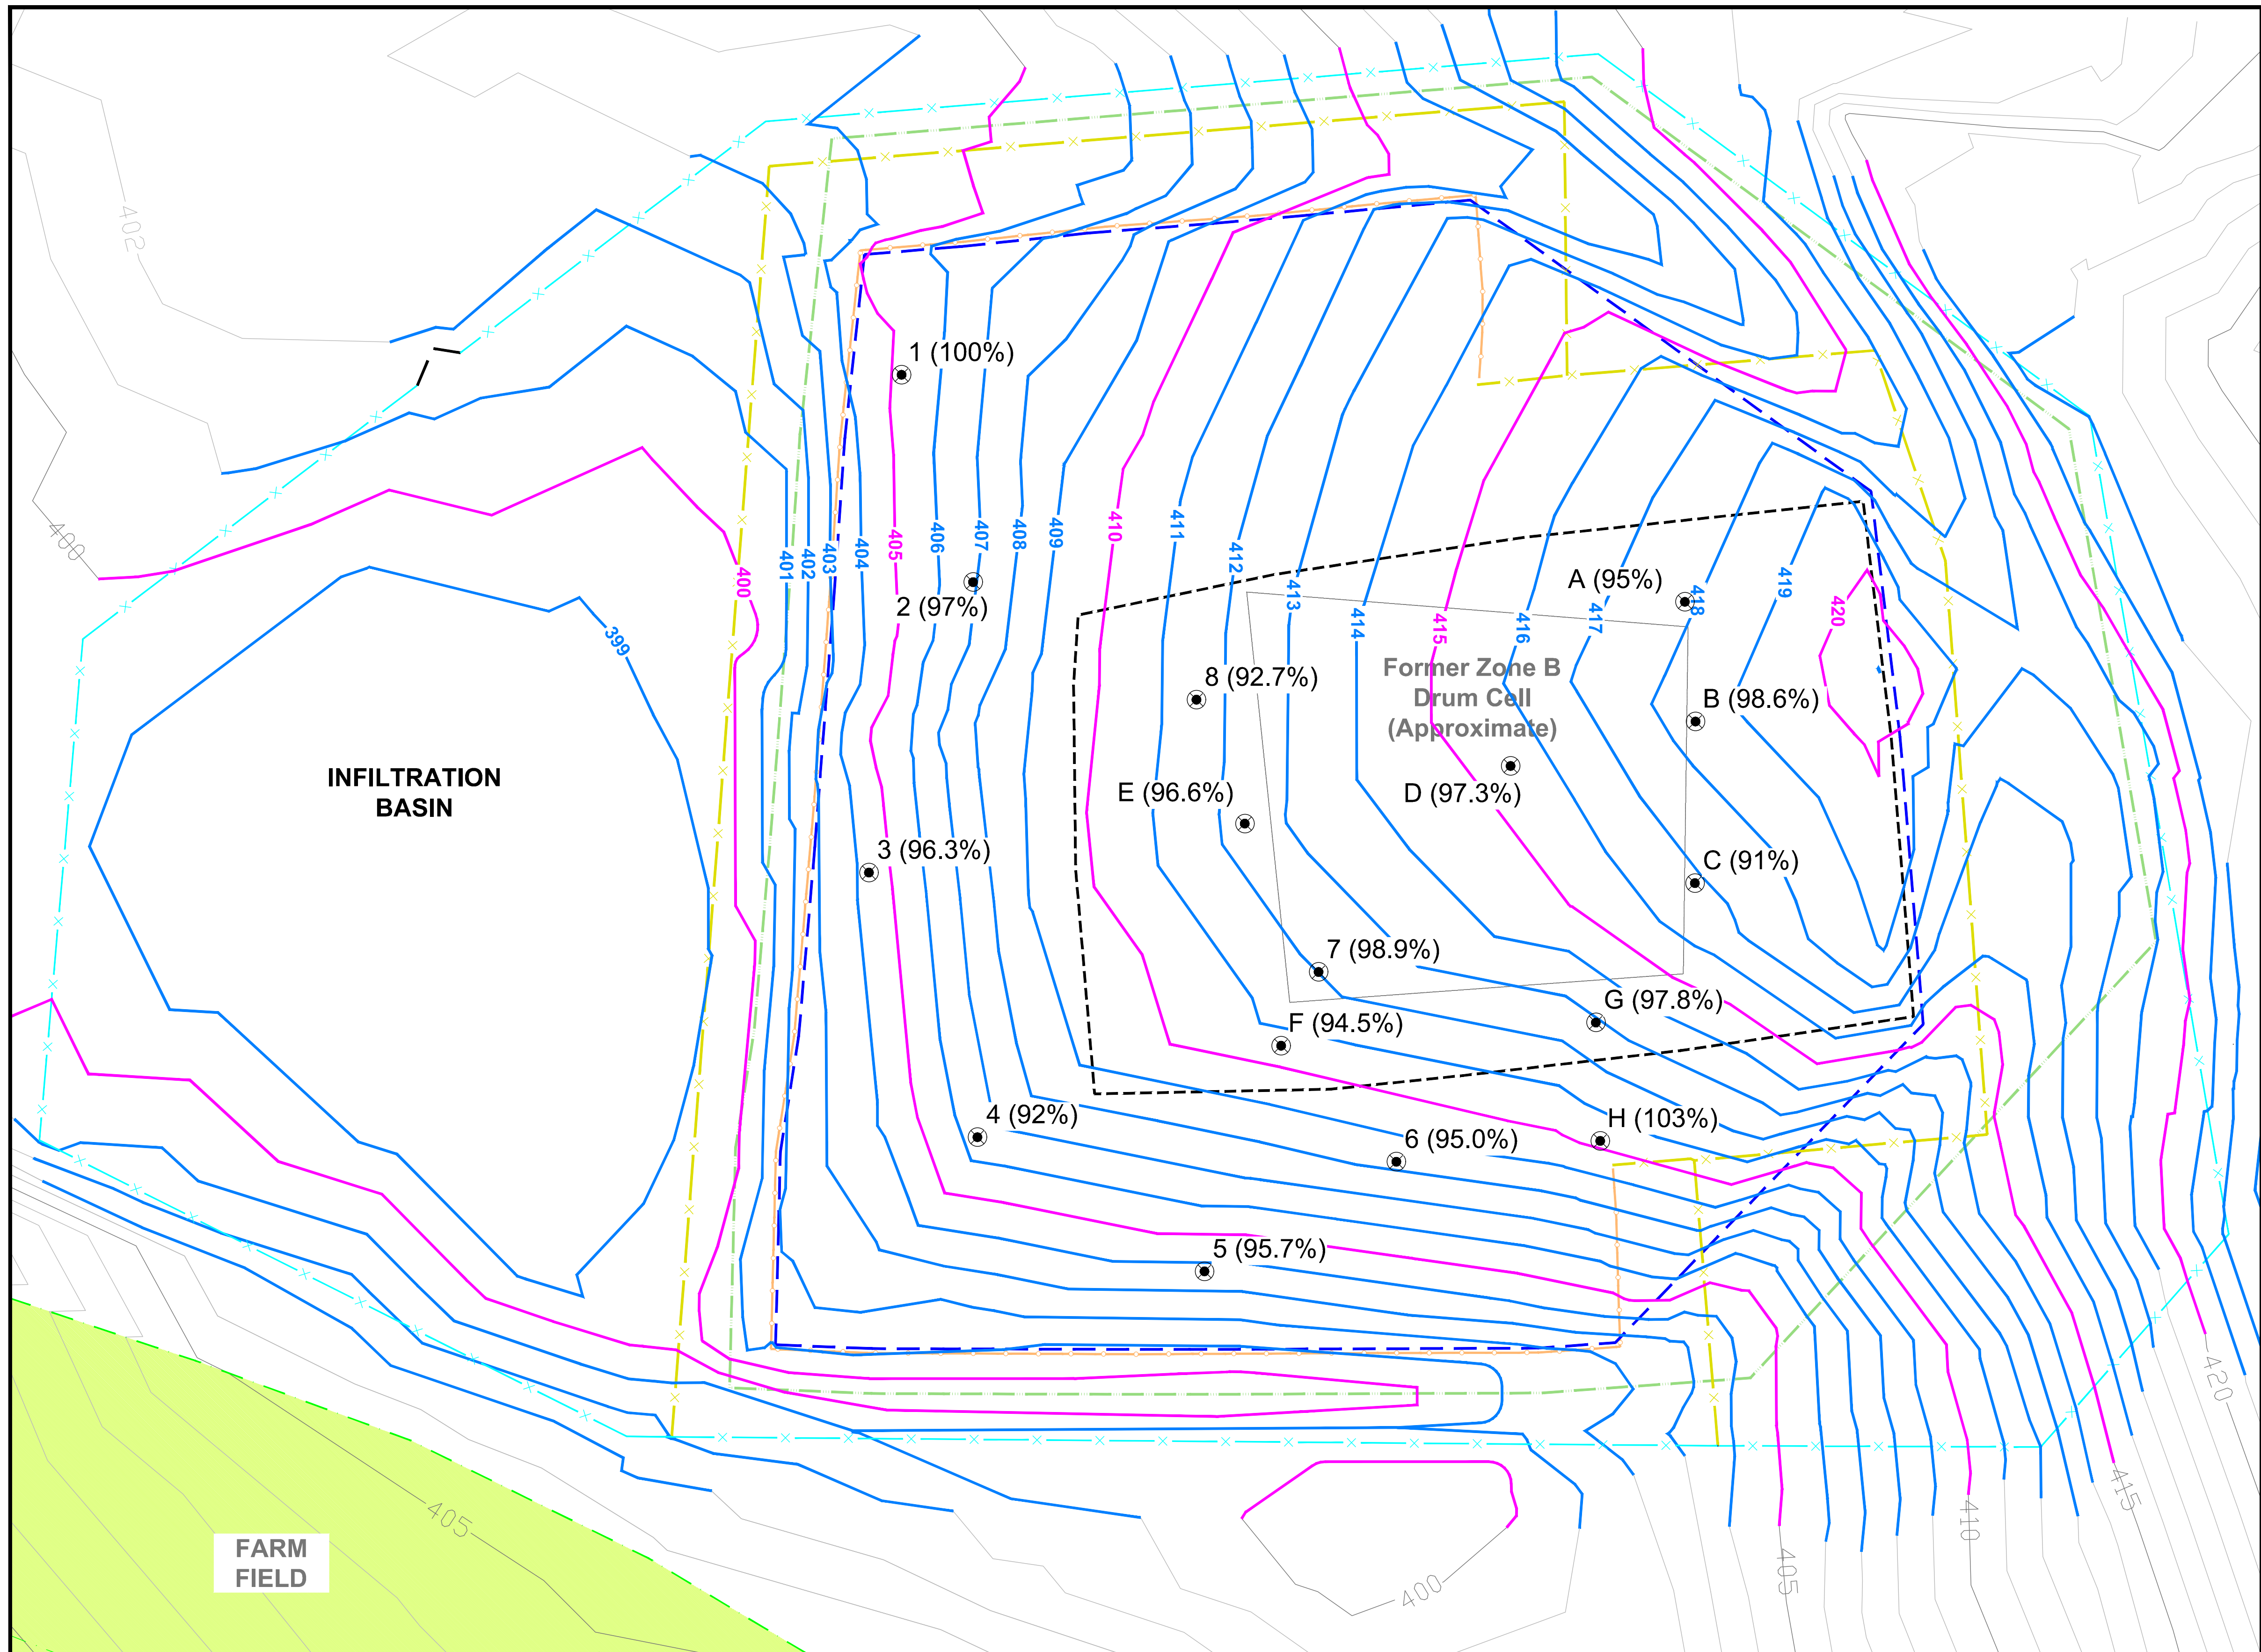 402
400
1 (100%)
399
400
401
402
403
404
405
406
407
408
409
410
411
412
413
414
415
416
417
418
419
420
2 (97%)
A (95%)
Former Zone B
Drum Cell
(Approximate)
8 (92.7%)
B (98.6%)
INFILTRATION
BASIN
E (96.6%)
D (97.3%)
3 (96.3%)
C (91%)
7 (98.9%)
G (97.8%)
F (94.5%)
4 (92%)
6 (95.0%)
H (103%)
5 (95.7%)
420
415
410
405
400
405
FARM
FIELD